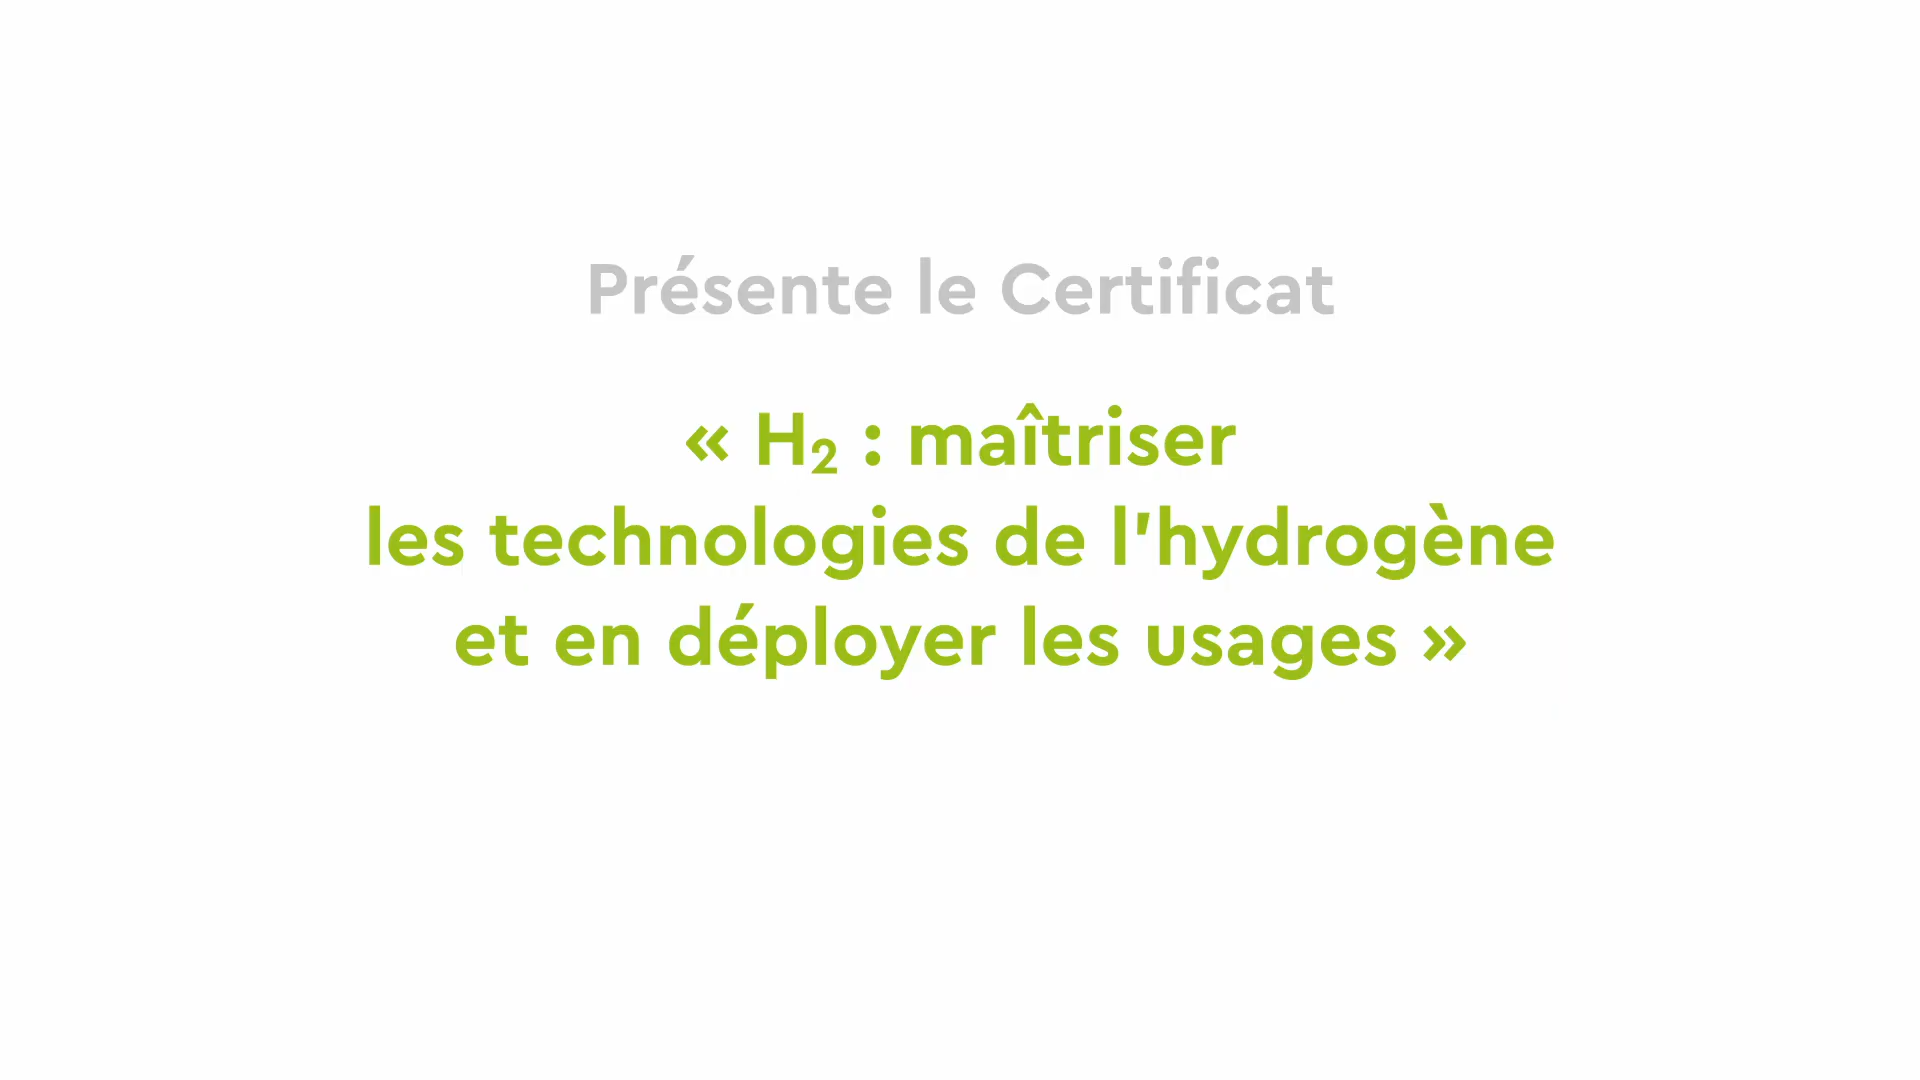 Présente le Certificat
« H₂ : maîtriser
les technologies de l'hydrogène
et en déployer les usages »